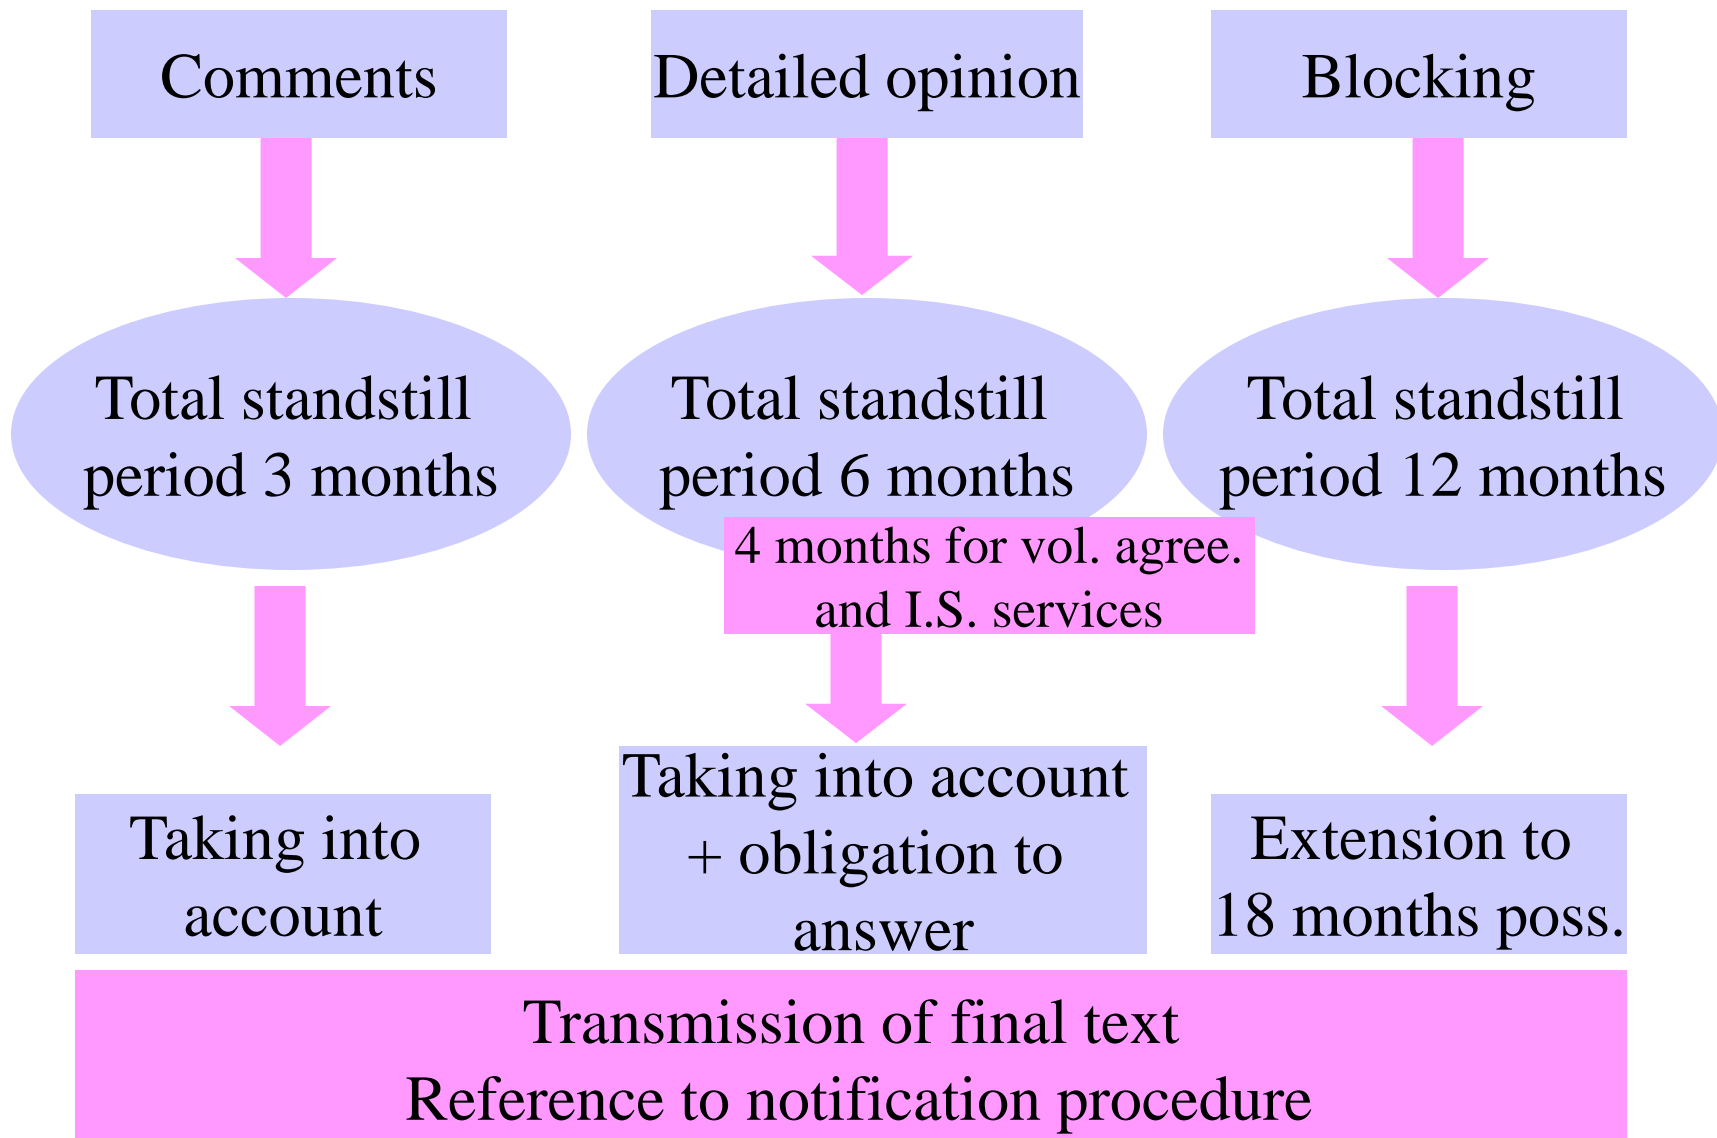 Comments
Detailed opinion
Blocking
Total standstill
period 3 months
Total standstill
period 6 months
Total standstill
period 12 months
4 months for vol. agree.
and I.S. services
Taking into
account
Taking into account
+ obligation to
answer
Extension to
18 months poss.
Transmission of final text
Reference to notification procedure